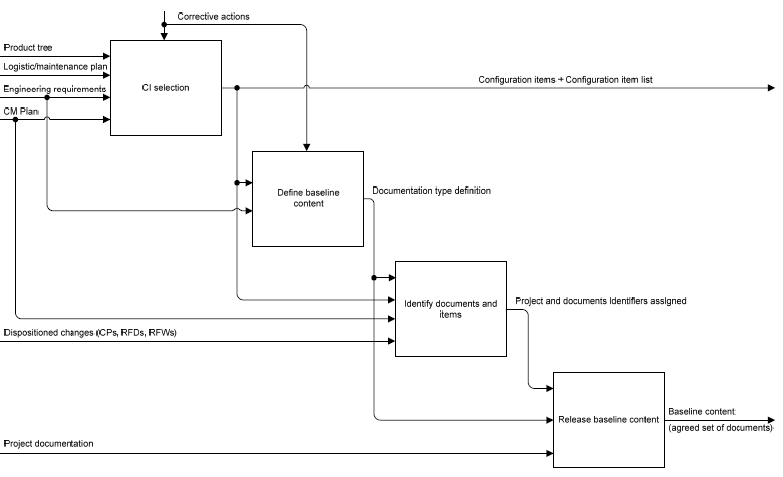 Corrective actions
Product tree
Logistic/maintenance plan
Engineering requirements
CM Plan
CI selection
Configuration items + Configuration item list
Define baseline
content
Documentation type definition
Identify documents and
items
Project and documents identifiers assigned
Dispositioned changes (CPs, RFDs, RFWs)
Release baseline content
Baseline content:
(agreed set of documents)
Project documentation